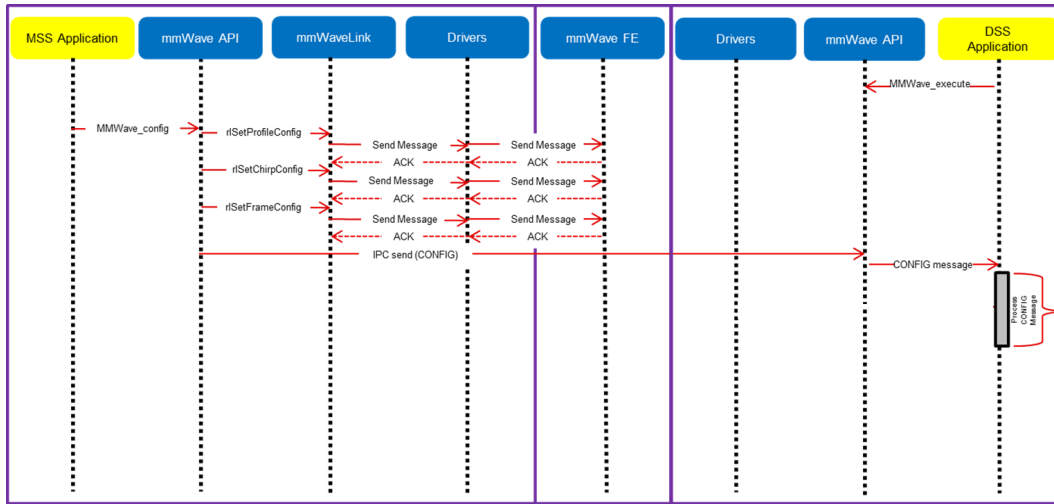 MSS Application
mmWave API
mmWaveLink
Drivers
mmWave FE
Drivers
mmWave API
DSS
Application
MMWave_execute
MMWave_config
rlSetProfileConfig
Send Message
Send Message
ACK
ACK
rlSetChirpConfig
Send Message
Send Message
ACK
ACK
rlSetFrameConfig
Send Message
Send Message
ACK
ACK
IPC send (CONFIG)
CONFIG message
Process
CONFIG
Message